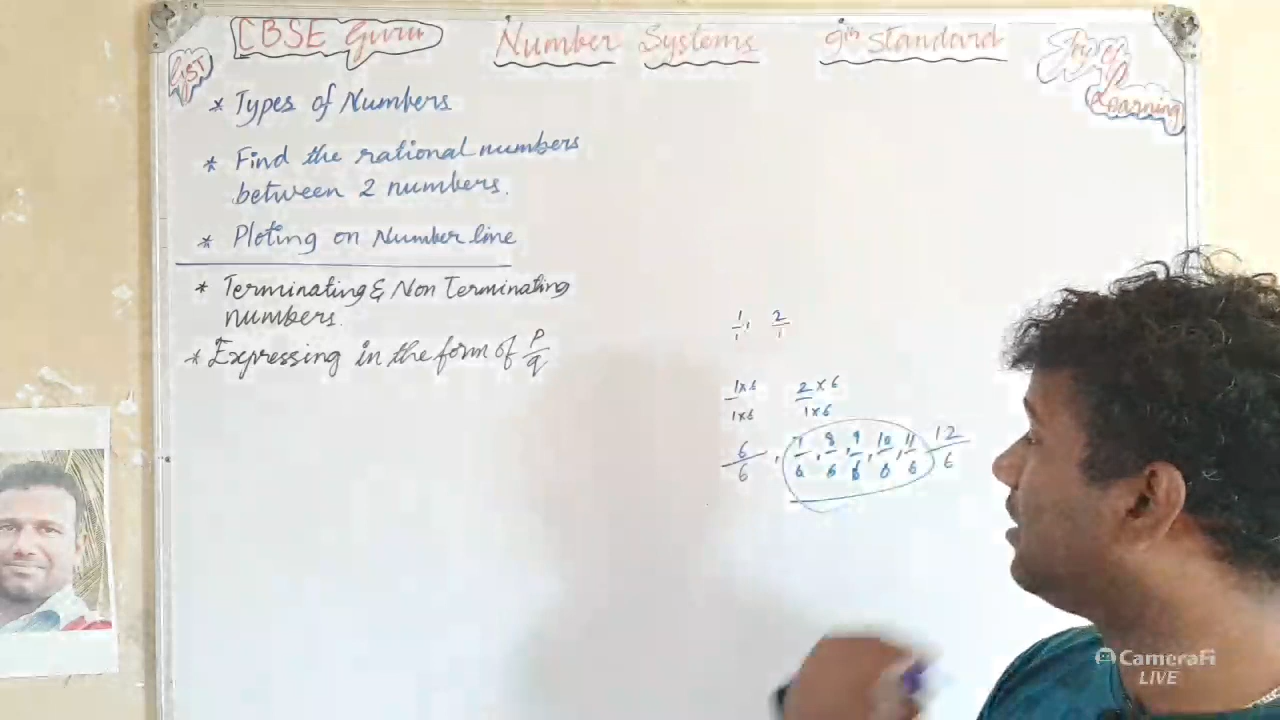 CBSE Guru Number Systems 9th Standard
GST
Joy of Learning
* Types of Numbers
* Find the rational numbers
between 2 numbers.
* Ploting on Number line
* Terminating & Non Terminating
numbers.
* Expressing in the form of P/q
1/1, 2/1
1×6/1×6 2×6/1×6
6/6, 7/6, 8/6, 9/6, 10/6, 11/6 12/6
CameraFi
LIVE